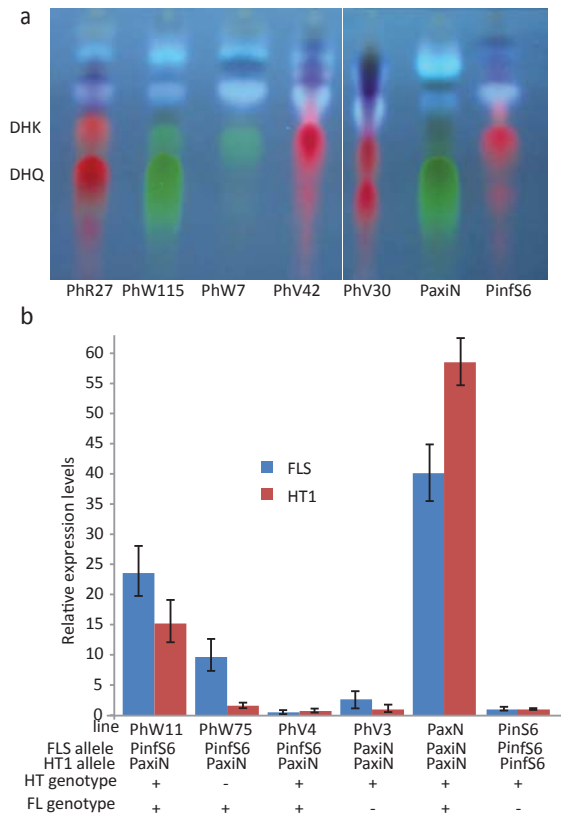 a
DHK
DHQ
PhR27 PhW115 PhW7 PhV42 PhV30 PaxiN PinfS6
b
60
55
50
45
40
35
30
25
20
15
10
5
0
Relative expression levels
FLS
HT1
line PhW11 PhW75 PhV4 PhV3 PaxN PinS6
FLS allele PinfS6 PinfS6 PinfS6 PaxiN PaxiN PinfS6
HT1 allele PaxiN PaxiN PaxiN PaxiN PaxiN PinfS6
HT genotype + - + + + +
FL genotype + + + - + -